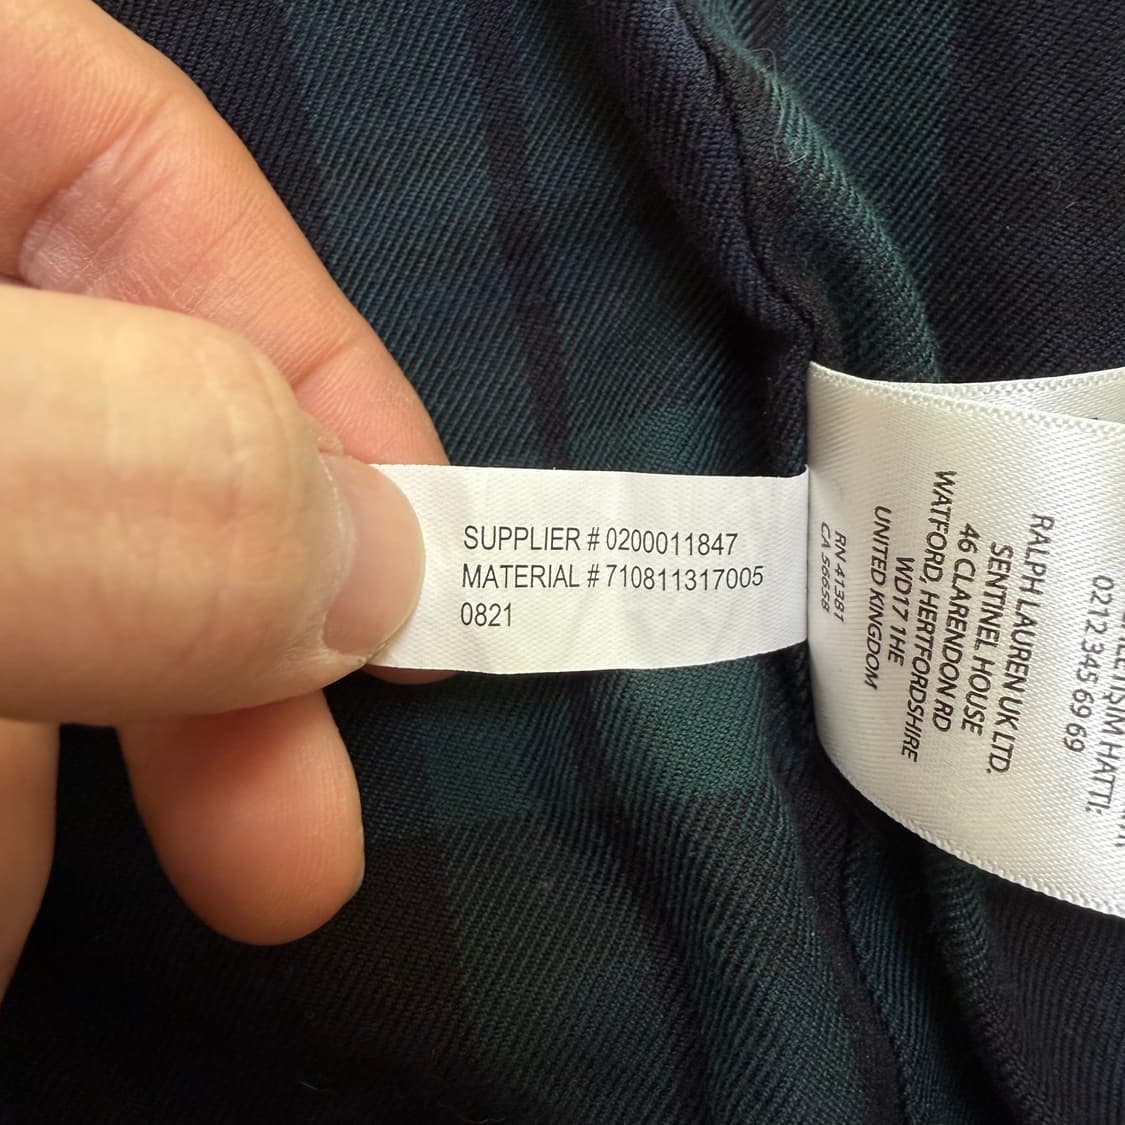 SUPPLIER # 0200011847
MATERIAL # 710811317005
0821
RALPH LAUREN UK LTD.
SENTINEL HOUSE
46 CLARENDON RD
WATFORD, HERTFORDSHIRE
WD17 1HE
UNITED KINGDOM
RN 41381
CA 56658
HATTI:
0212 345 69 69